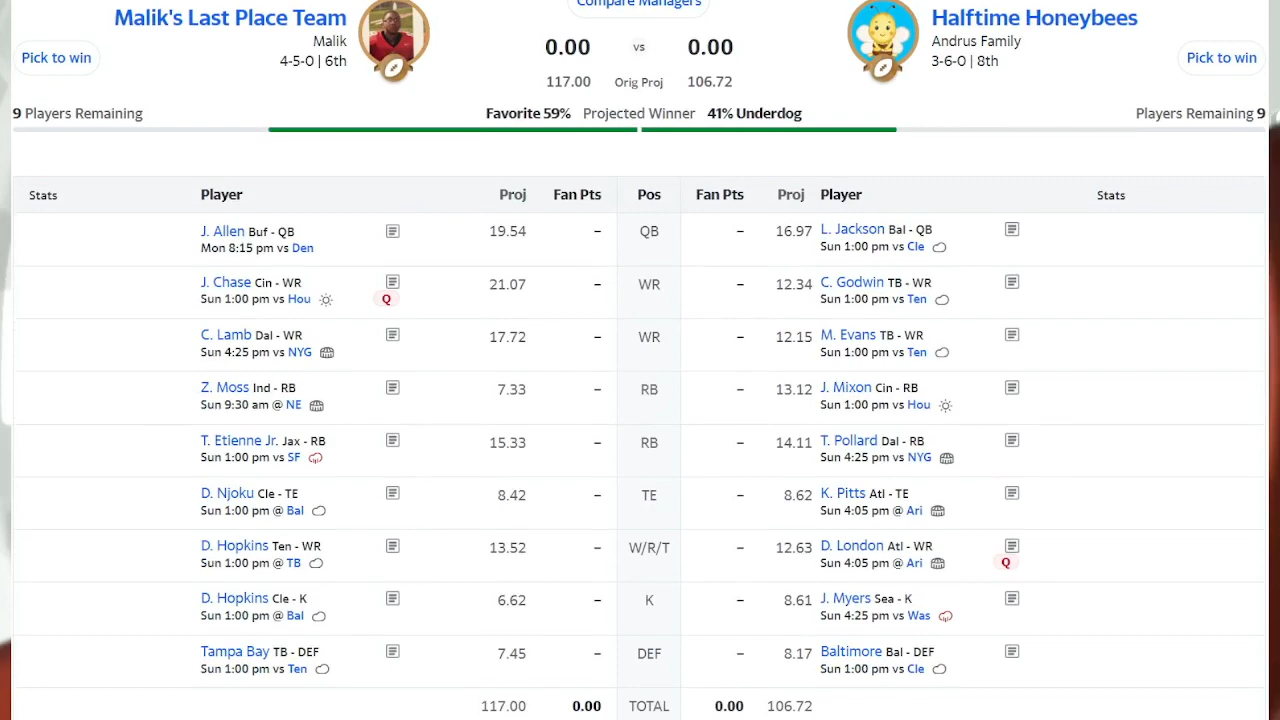 Compare Managers
Malik's Last Place Team
Halftime Honeybees
Malik
0.00 vs 0.00
Andrus Family
Pick to win
4-5-0 | 6th
3-6-0 | 8th
Pick to win
117.00 Orig Proj 106.72
9 Players Remaining
Favorite 59% Projected Winner 41% Underdog
Players Remaining 9
Stats Player Proj Fan Pts Pos Fan Pts Proj Player Stats
J. Allen Buf - QB 19.54 – QB – 16.97 L. Jackson Bal - QB
Mon 8:15 pm vs Den Sun 1:00 pm vs Cle
J. Chase Cin - WR 21.07 – WR – 12.34 C. Godwin TB - WR
Sun 1:00 pm vs Hou Q Sun 1:00 pm vs Ten
C. Lamb Dal - WR 17.72 – WR – 12.15 M. Evans TB - WR
Sun 4:25 pm vs NYG Sun 1:00 pm vs Ten
Z. Moss Ind - RB 7.33 – RB – 13.12 J. Mixon Cin - RB
Sun 9:30 am @ NE Sun 1:00 pm vs Hou
T. Etienne Jr. Jax - RB 15.33 – RB – 14.11 T. Pollard Dal - RB
Sun 1:00 pm vs SF Sun 4:25 pm vs NYG
D. Njoku Cle - TE 8.42 – TE – 8.62 K. Pitts Atl - TE
Sun 1:00 pm @ Bal Sun 4:05 pm @ Ari
D. Hopkins Ten - WR 13.52 – W/R/T – 12.63 D. London Atl - WR
Sun 1:00 pm @ TB Sun 4:05 pm @ Ari Q
D. Hopkins Cle - K 6.62 – K – 8.61 J. Myers Sea - K
Sun 1:00 pm @ Bal Sun 4:25 pm vs Was
Tampa Bay TB - DEF 7.45 – DEF – 8.17 Baltimore Bal - DEF
Sun 1:00 pm vs Ten Sun 1:00 pm vs Cle
117.00 0.00 TOTAL 0.00 106.72